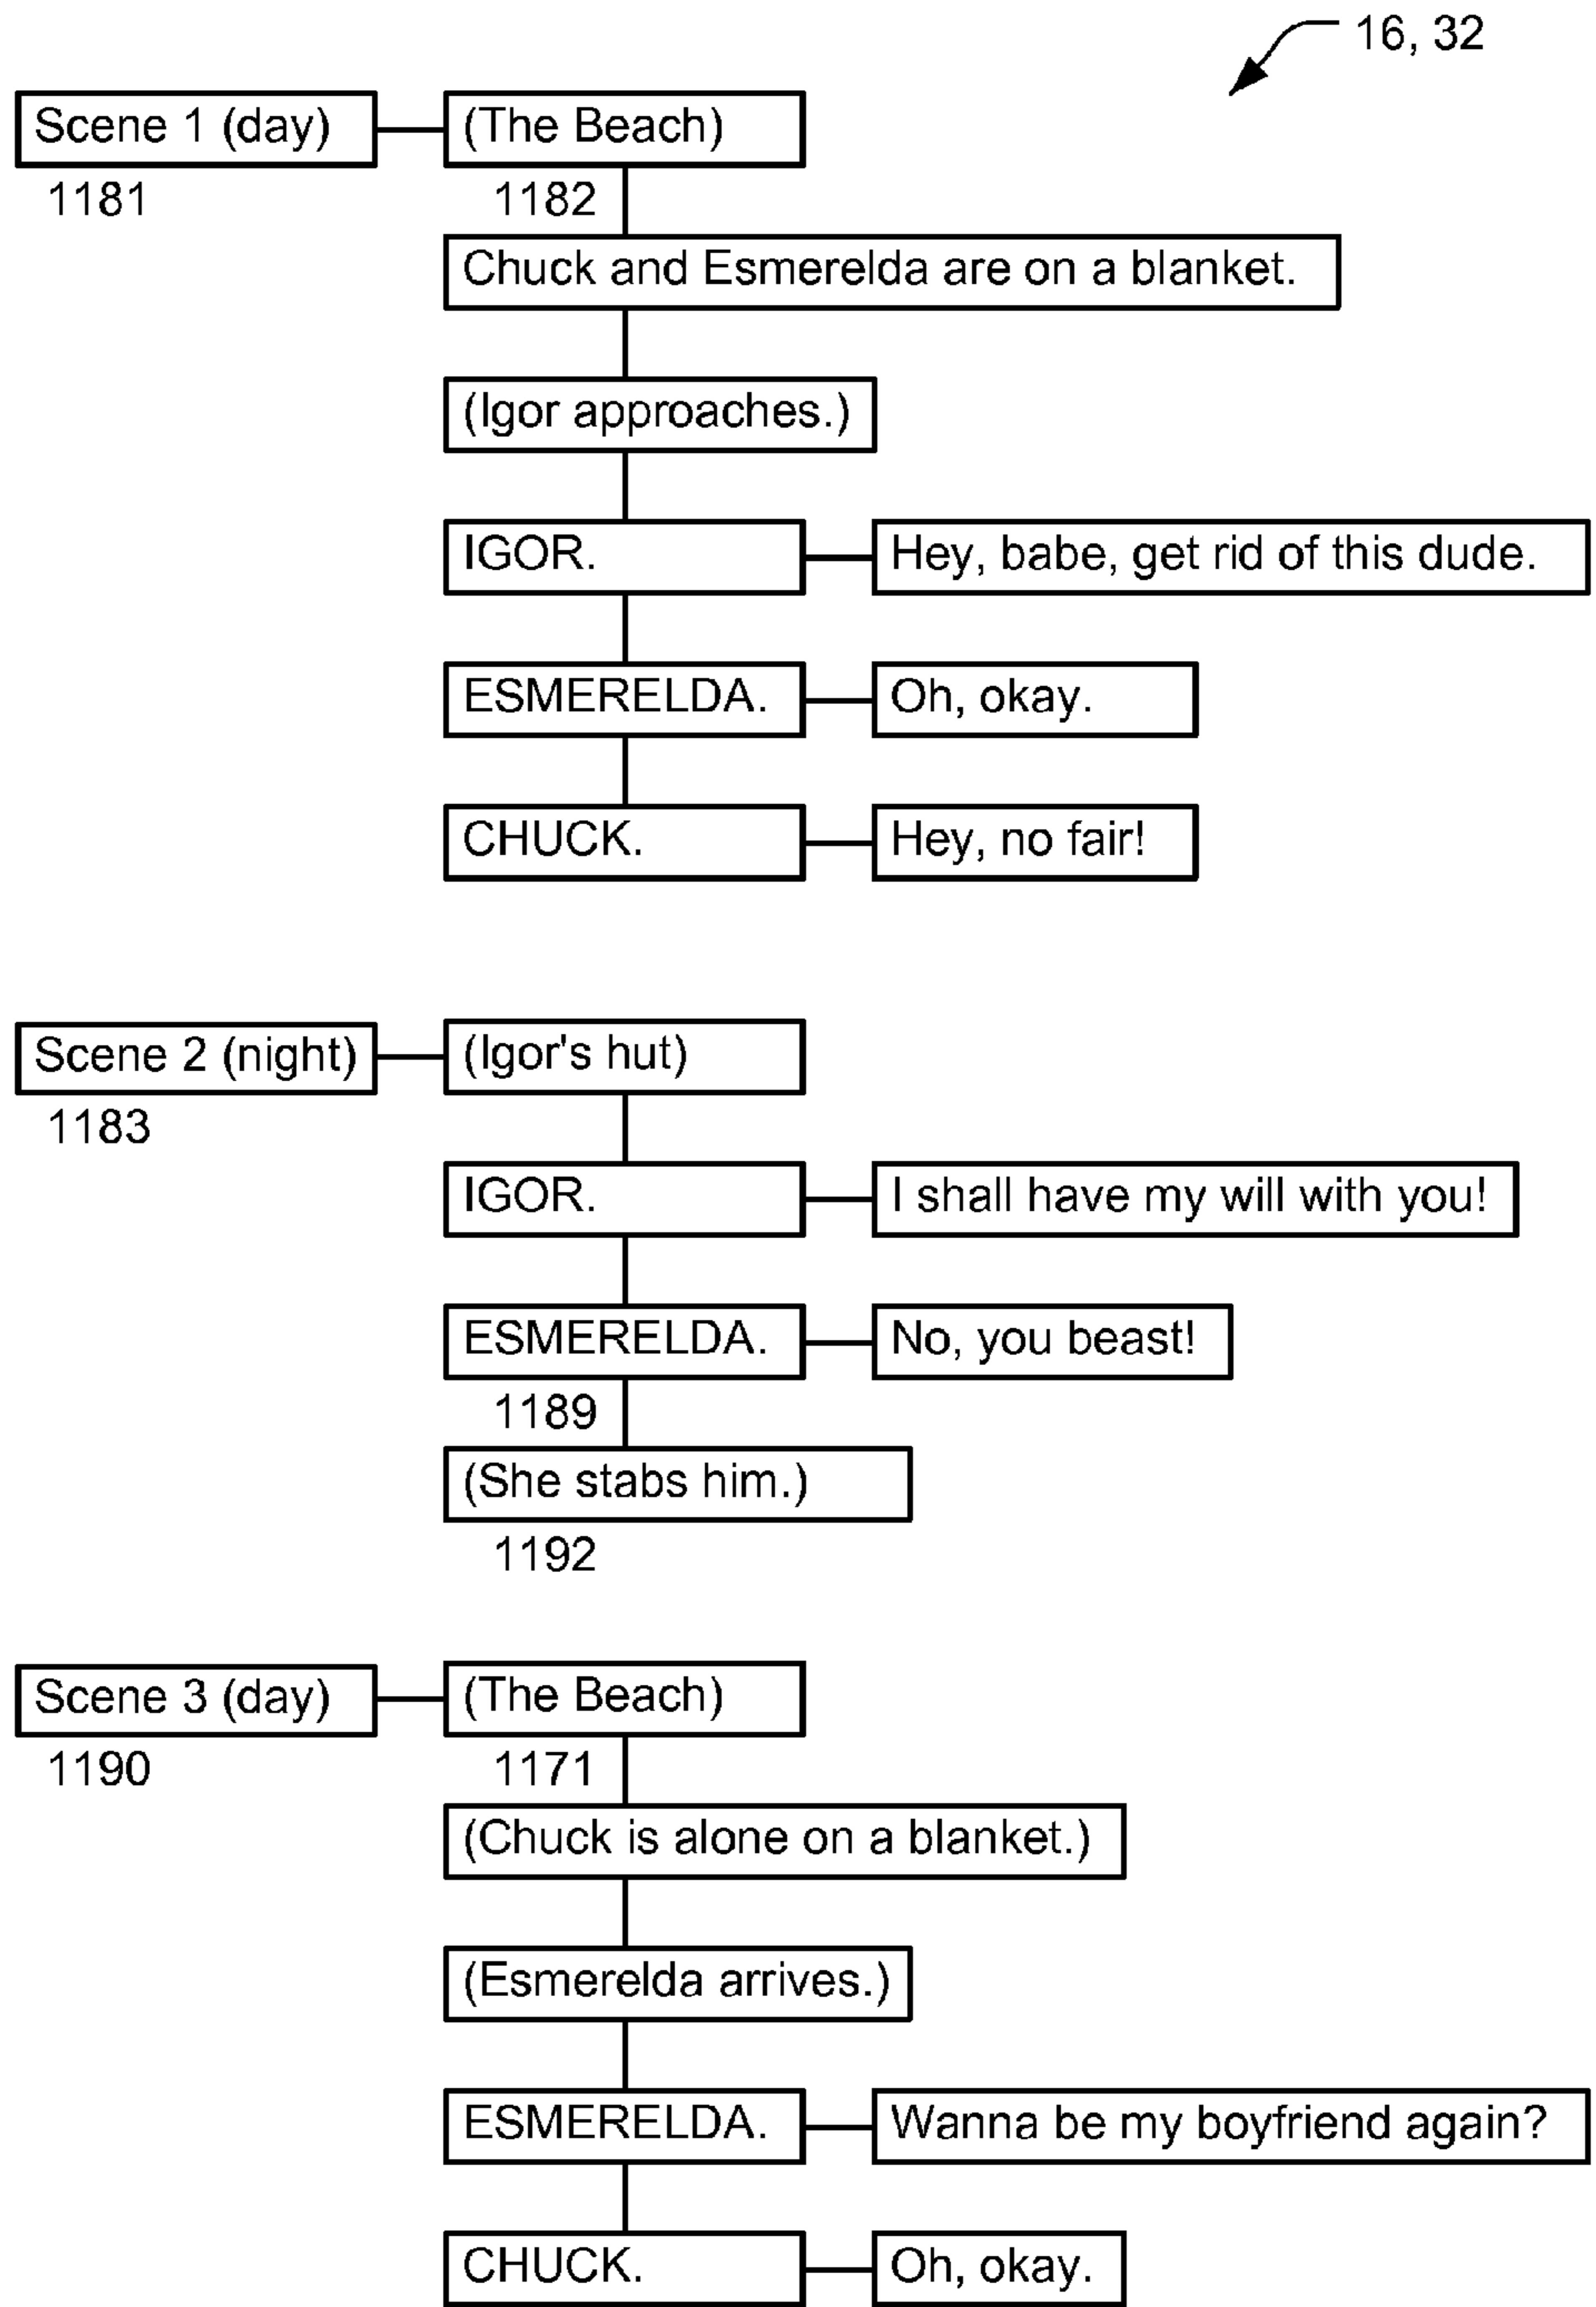 16, 32
Scene 1 (day) (The Beach)
1181 1182
Chuck and Esmerelda are on a blanket.
(Igor approaches.)
IGOR. Hey, babe, get rid of this dude.
ESMERELDA. Oh, okay.
CHUCK. Hey, no fair!
Scene 2 (night) (Igor's hut)
1183
IGOR. I shall have my will with you!
ESMERELDA. No, you beast!
1189
(She stabs him.)
1192
Scene 3 (day) (The Beach)
1190 1171
(Chuck is alone on a blanket.)
(Esmerelda arrives.)
ESMERELDA. Wanna be my boyfriend again?
CHUCK. Oh, okay.